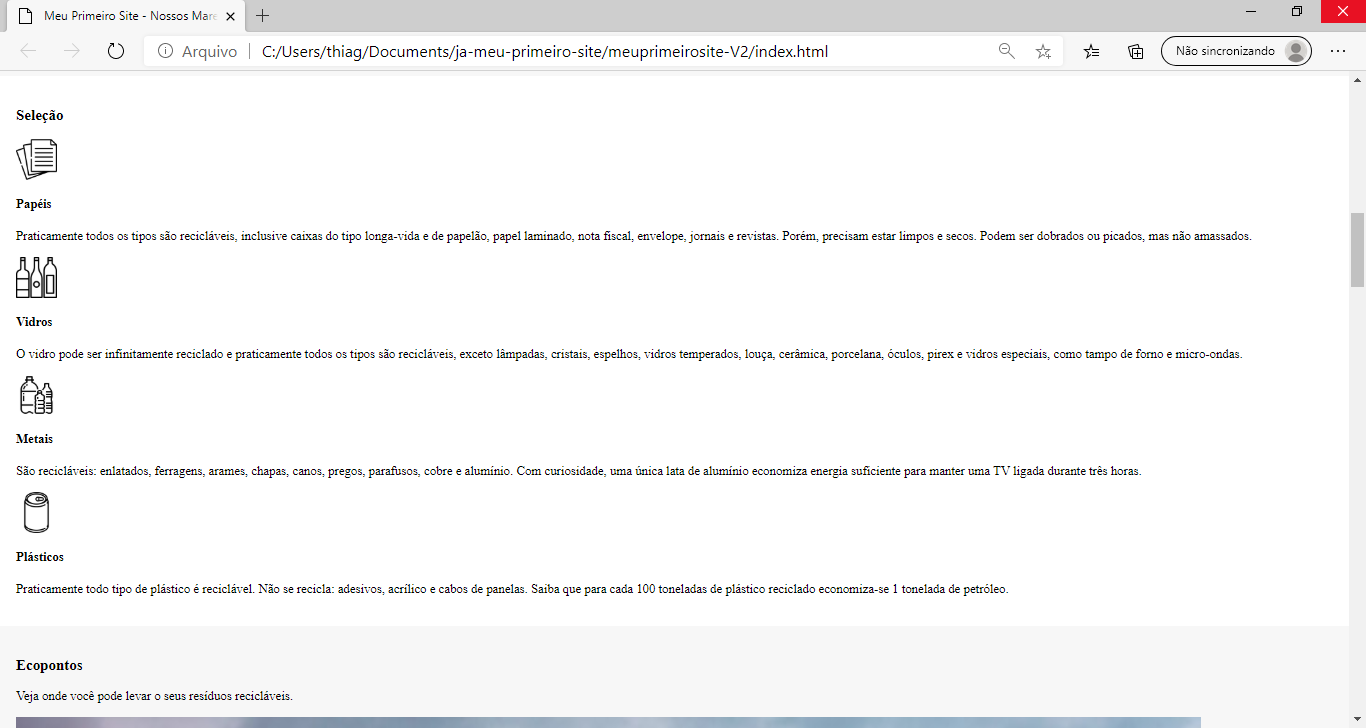 Meu Primeiro Site - Nossos Mare
Arquivo
C:/Users/thiag/Documents/ja-meu-primeiro-site/meuprimeirosite-V2/index.html
Não sincronizando
Seleção
Papéis
Praticamente todos os tipos são recicláveis, inclusive caixas do tipo longa-vida e de papelão, papel laminado, nota fiscal, envelope, jornais e revistas. Porém, precisam estar limpos e secos. Podem ser dobrados ou picados, mas não amassados.
Vidros
O vidro pode ser infinitamente reciclado e praticamente todos os tipos são recicláveis, exceto lâmpadas, cristais, espelhos, vidros temperados, louça, cerâmica, porcelana, óculos, pirex e vidros especiais, como tampo de forno e micro-ondas.
Metais
São recicláveis: enlatados, ferragens, arames, chapas, canos, pregos, parafusos, cobre e alumínio. Com curiosidade, uma única lata de alumínio economiza energia suficiente para manter uma TV ligada durante três horas.
Plásticos
Praticamente todo tipo de plástico é reciclável. Não se recicla: adesivos, acrílico e cabos de panelas. Saiba que para cada 100 toneladas de plástico reciclado economiza-se 1 tonelada de petróleo.
Ecopontos
Veja onde você pode levar o seus resíduos recicláveis.